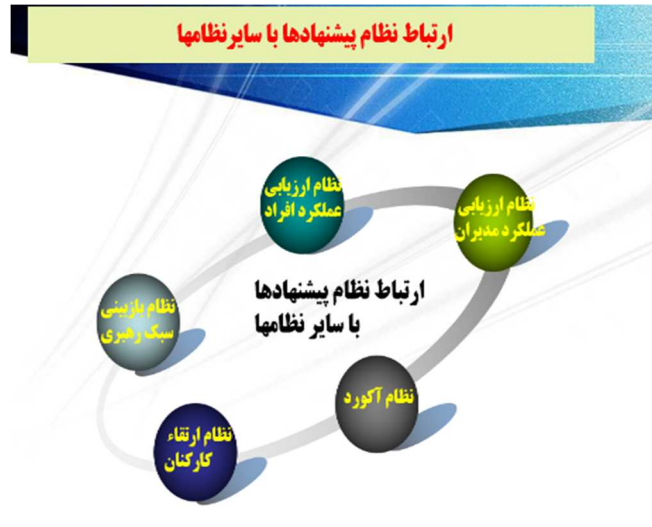 ارتباط نظام پیشنهادها با سایرنظامها
نظام ارزیابی
عملکرد افراد
نظام ارزیابی
عملکرد مدیران
ارتباط نظام پیشنهادها
با سایر نظامها
نظام بازبینی
سبک رهبری
نظام آکورد
نظام ارتقاء
کارکنان